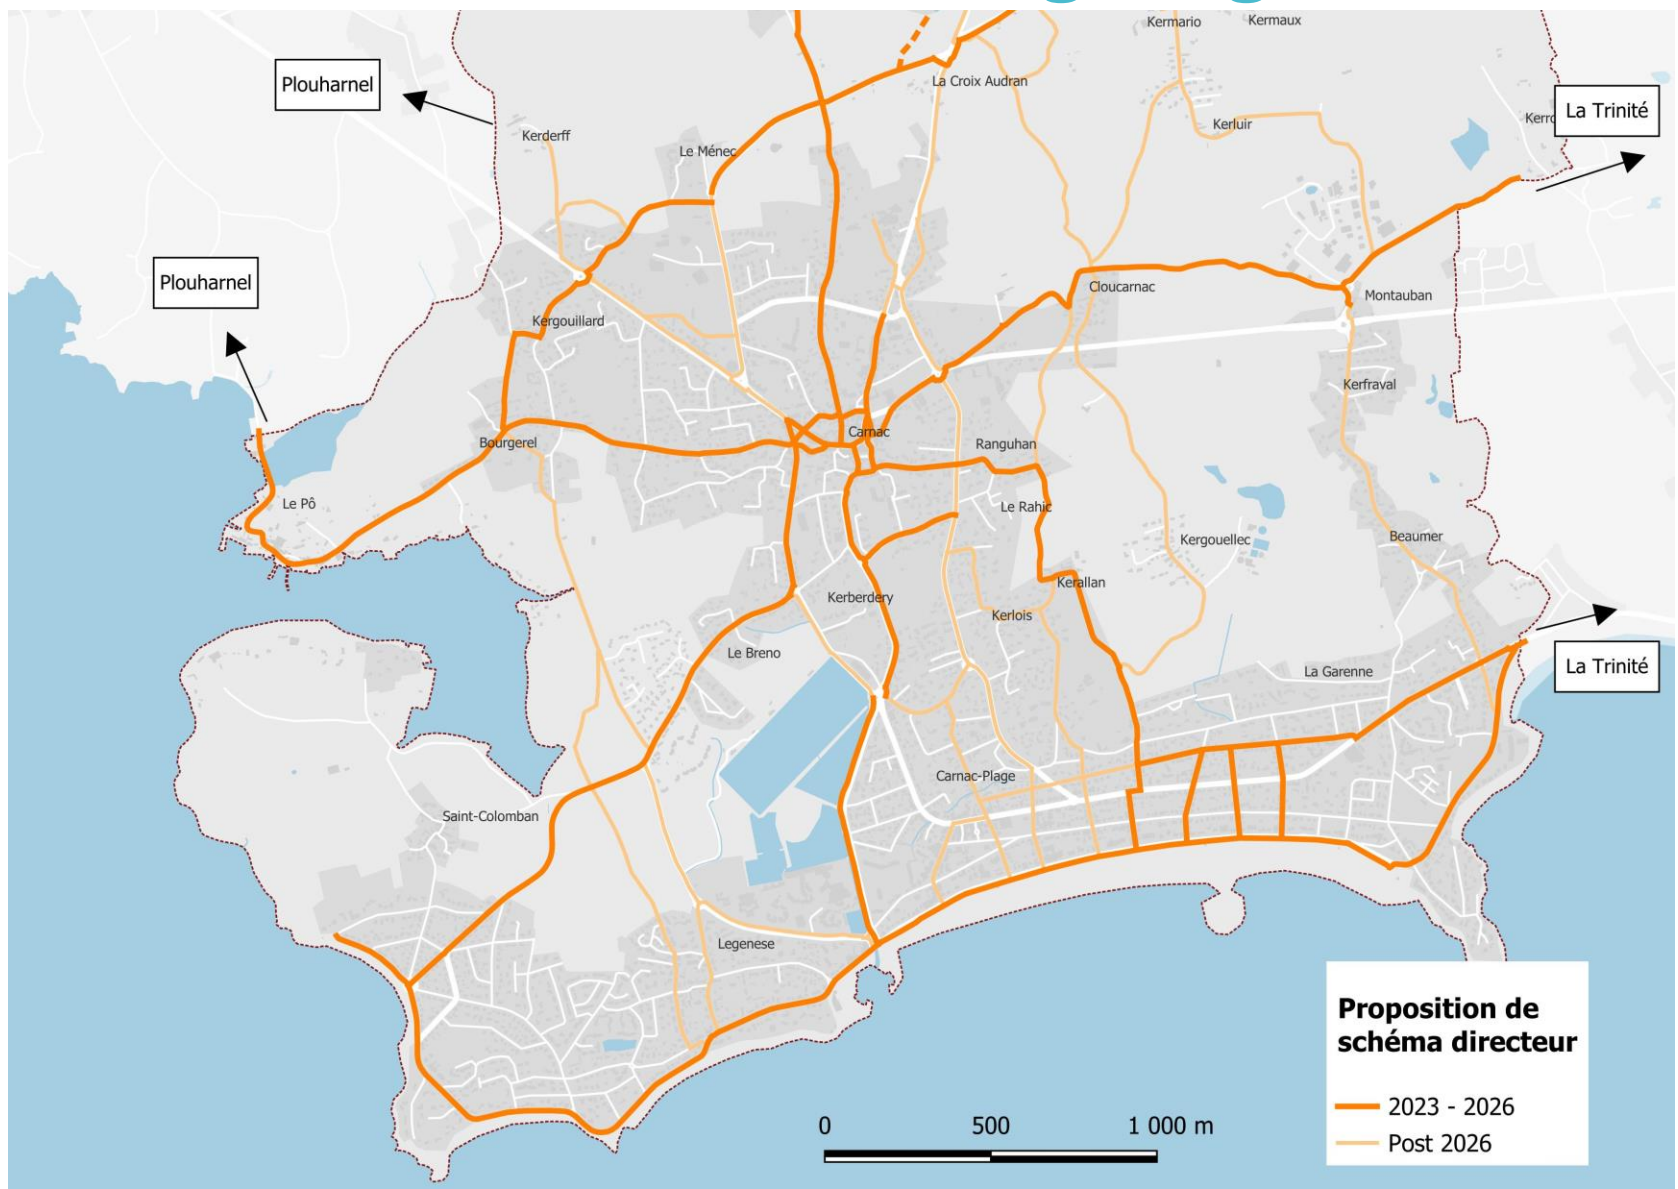 Kermario
Kermaux
La Croix Audran
Plouharnel
La Trinité
Kerderff
Le Ménec
Kerluir
Plouharnel
Cloucarnac
Montauban
Kergouillard
Kerfraval
Carnac
Bourgerel
Ranguhan
Le Pô
Le Rahic
Kergouellec
Beaumer
Kerallan
Kerberdery
Kerlois
Le Breno
La Garenne
La Trinité
Carnac-Plage
Saint-Colomban
Legenese
Proposition de
schéma directeur
2023 - 2026
Post 2026
0 500 1 000 m